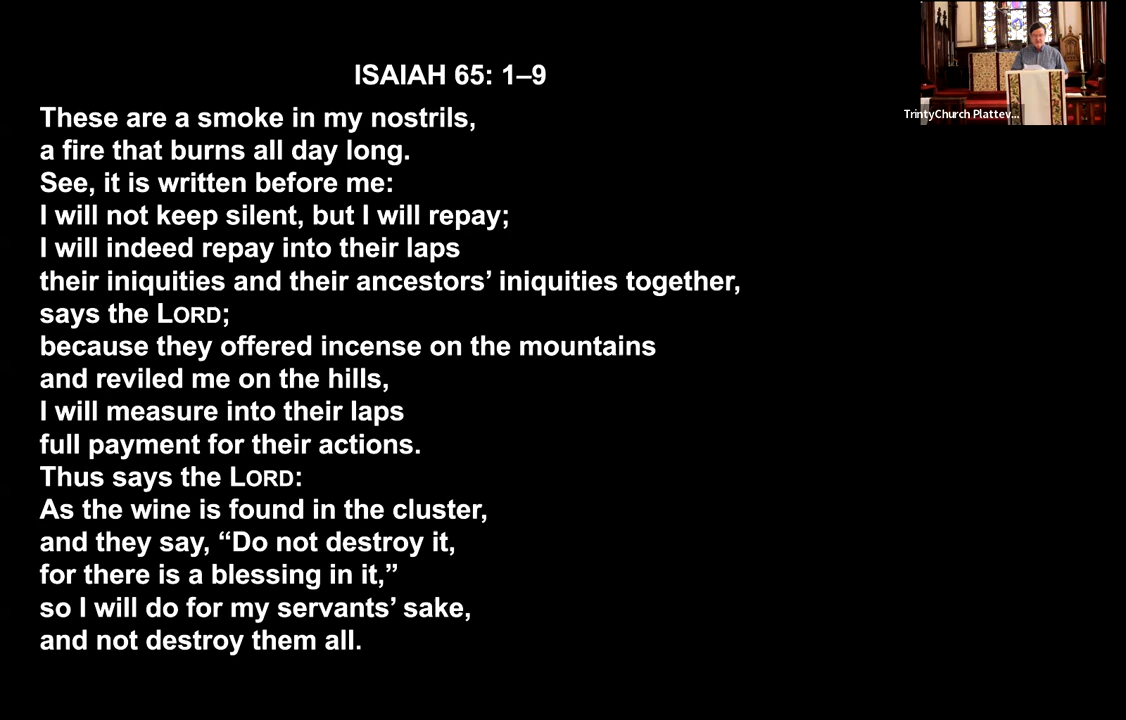 ISAIAH 65: 1–9
TrintyChurch Plattev...
These are a smoke in my nostrils,
a fire that burns all day long.
See, it is written before me:
I will not keep silent, but I will repay;
I will indeed repay into their laps
their iniquities and their ancestors’ iniquities together,
says the LORD;
because they offered incense on the mountains
and reviled me on the hills,
I will measure into their laps
full payment for their actions.
Thus says the LORD:
As the wine is found in the cluster,
and they say, “Do not destroy it,
for there is a blessing in it,”
so I will do for my servants’ sake,
and not destroy them all.